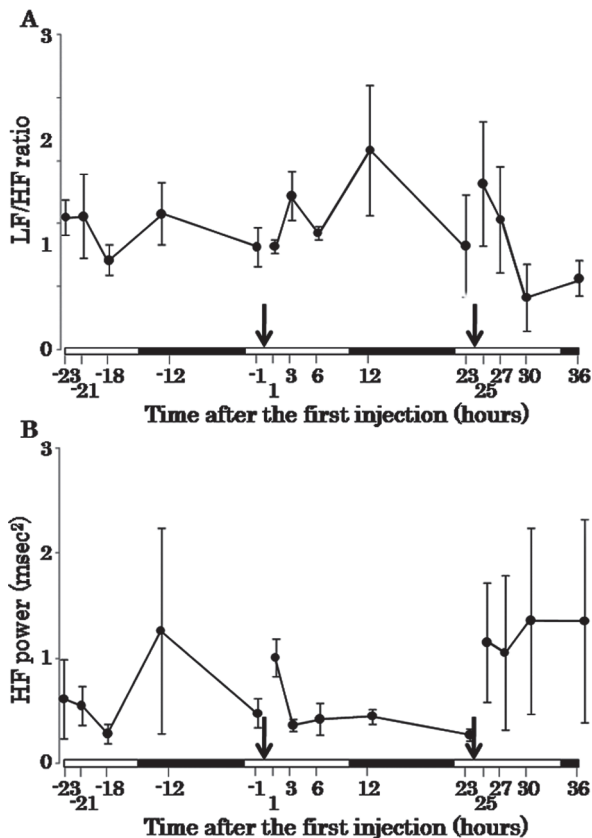 A
3
2
1
0
LF/HF ratio
-23 -18 -12 -1 3 6 12 23 27 30 36
-21 1 25
Time after the first injection (hours)
B
3
2
1
0
HF power (msec²)
-23 -18 -12 -1 3 6 12 23 27 30 36
-21 1 25
Time after the first injection (hours)